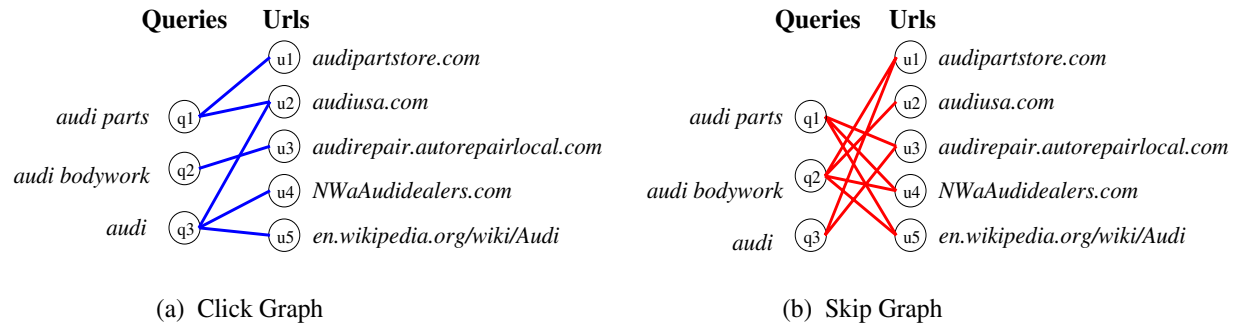 Queries Urls
u1 audipartstore.com
u2 audiusa.com
audi parts q1
u3 audirepair.autorepairlocal.com
audi bodywork q2
u4 NWaAudidealers.com
audi q3
u5 en.wikipedia.org/wiki/Audi
(a) Click Graph
Queries Urls
u1 audipartstore.com
u2 audiusa.com
audi parts q1
u3 audirepair.autorepairlocal.com
audi bodywork q2
u4 NWaAudidealers.com
audi q3
u5 en.wikipedia.org/wiki/Audi
(b) Skip Graph